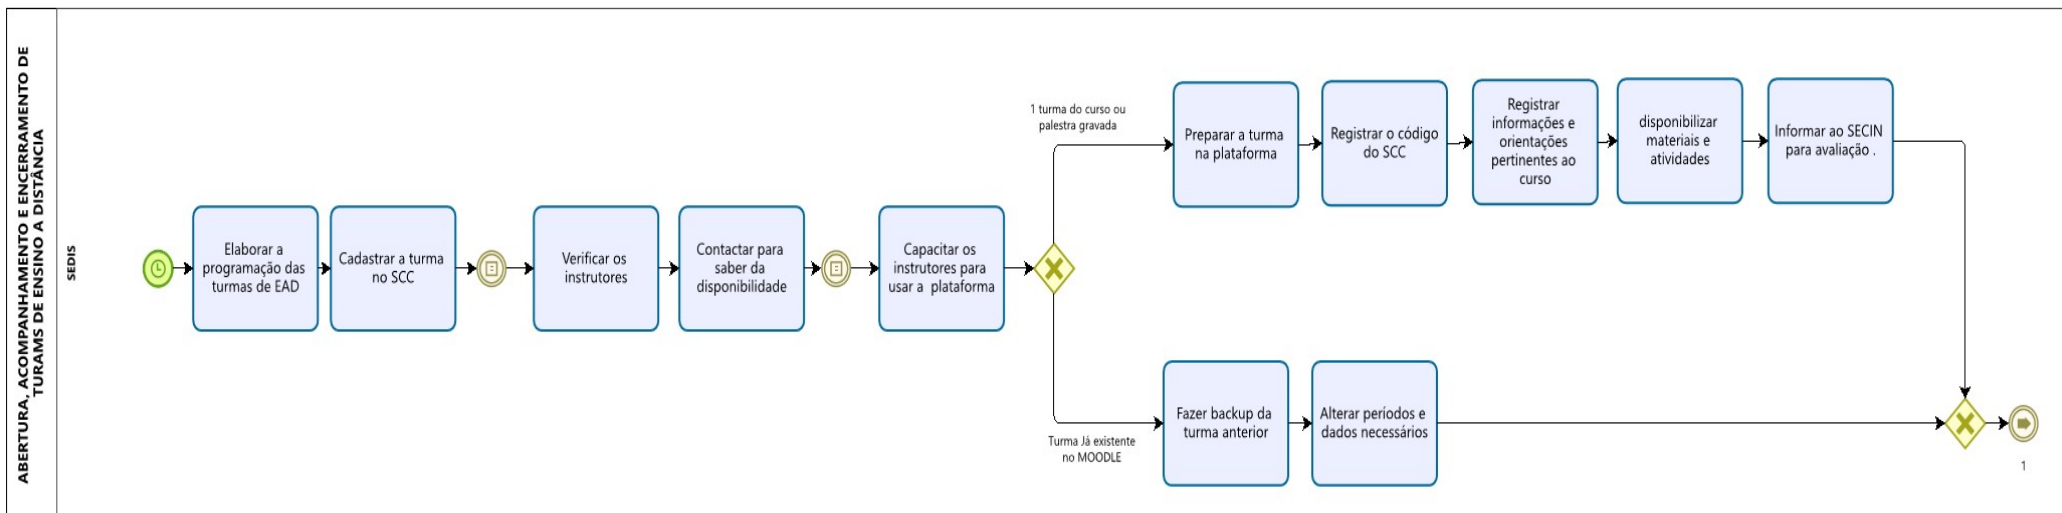 ABERTURA, ACOMPANHAMENTO E ENCERRAMENTO DE
TURAMS DE ENSINO A DISTÂNCIA
SEDIS
Elaborar a
programação das
turmas de EAD
Cadastrar a turma
no SCC
Verificar os
instrutores
Contactar para
saber da
disponibilidade
Capacitar os
instrutores para
usar a plataforma
1 turma do curso ou
palestra gravada
Preparar a turma
na plataforma
Registrar o código
do SCC
Registrar
informações e
orientações
pertinentes ao
curso
disponibilizar
materiais e
atividades
Informar ao SECIN
para avaliação .
Turma Já existente
no MOODLE
Fazer backup da
turma anterior
Alterar períodos e
dados necessários
1